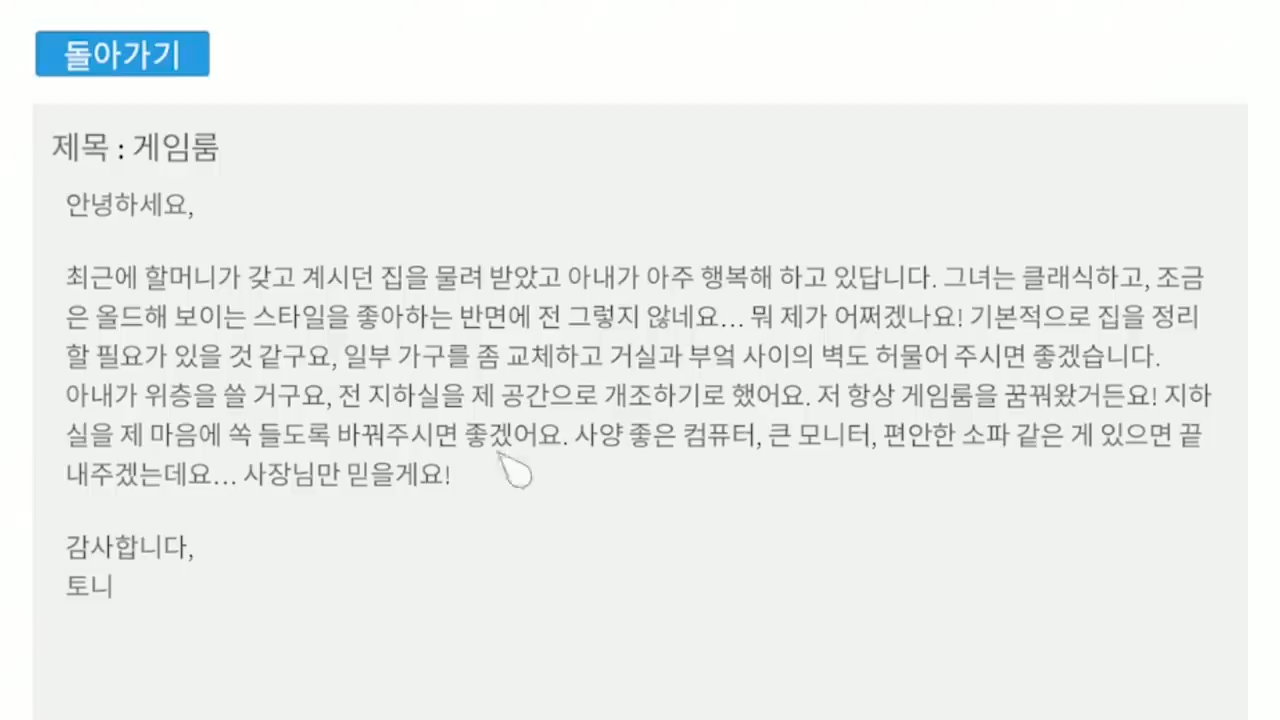 돌아가기
제목 : 게임룸
안녕하세요,
최근에 할머니가 갖고 계시던 집을 물려 받았고 아내가 아주 행복해 하고 있답니다. 그녀는 클래식하고, 조금
은 올드해 보이는 스타일을 좋아하는 반면에 전 그렇지 않네요... 뭐 제가 어쩌겠나요! 기본적으로 집을 정리
할 필요가 있을 것 같구요, 일부 가구를 좀 교체하고 거실과 부엌 사이의 벽도 허물어 주시면 좋겠습니다.
아내가 위층을 쓸 거구요, 전 지하실을 제 공간으로 개조하기로 했어요. 저 항상 게임룸을 꿈꿔왔거든요! 지하
실을 제 마음에 쏙 들도록 바꿔주시면 좋겠어요. 사양 좋은 컴퓨터, 큰 모니터, 편안한 소파 같은 게 있으면 끝
내주겠는데요... 사장님만 믿을게요!
감사합니다,
토니